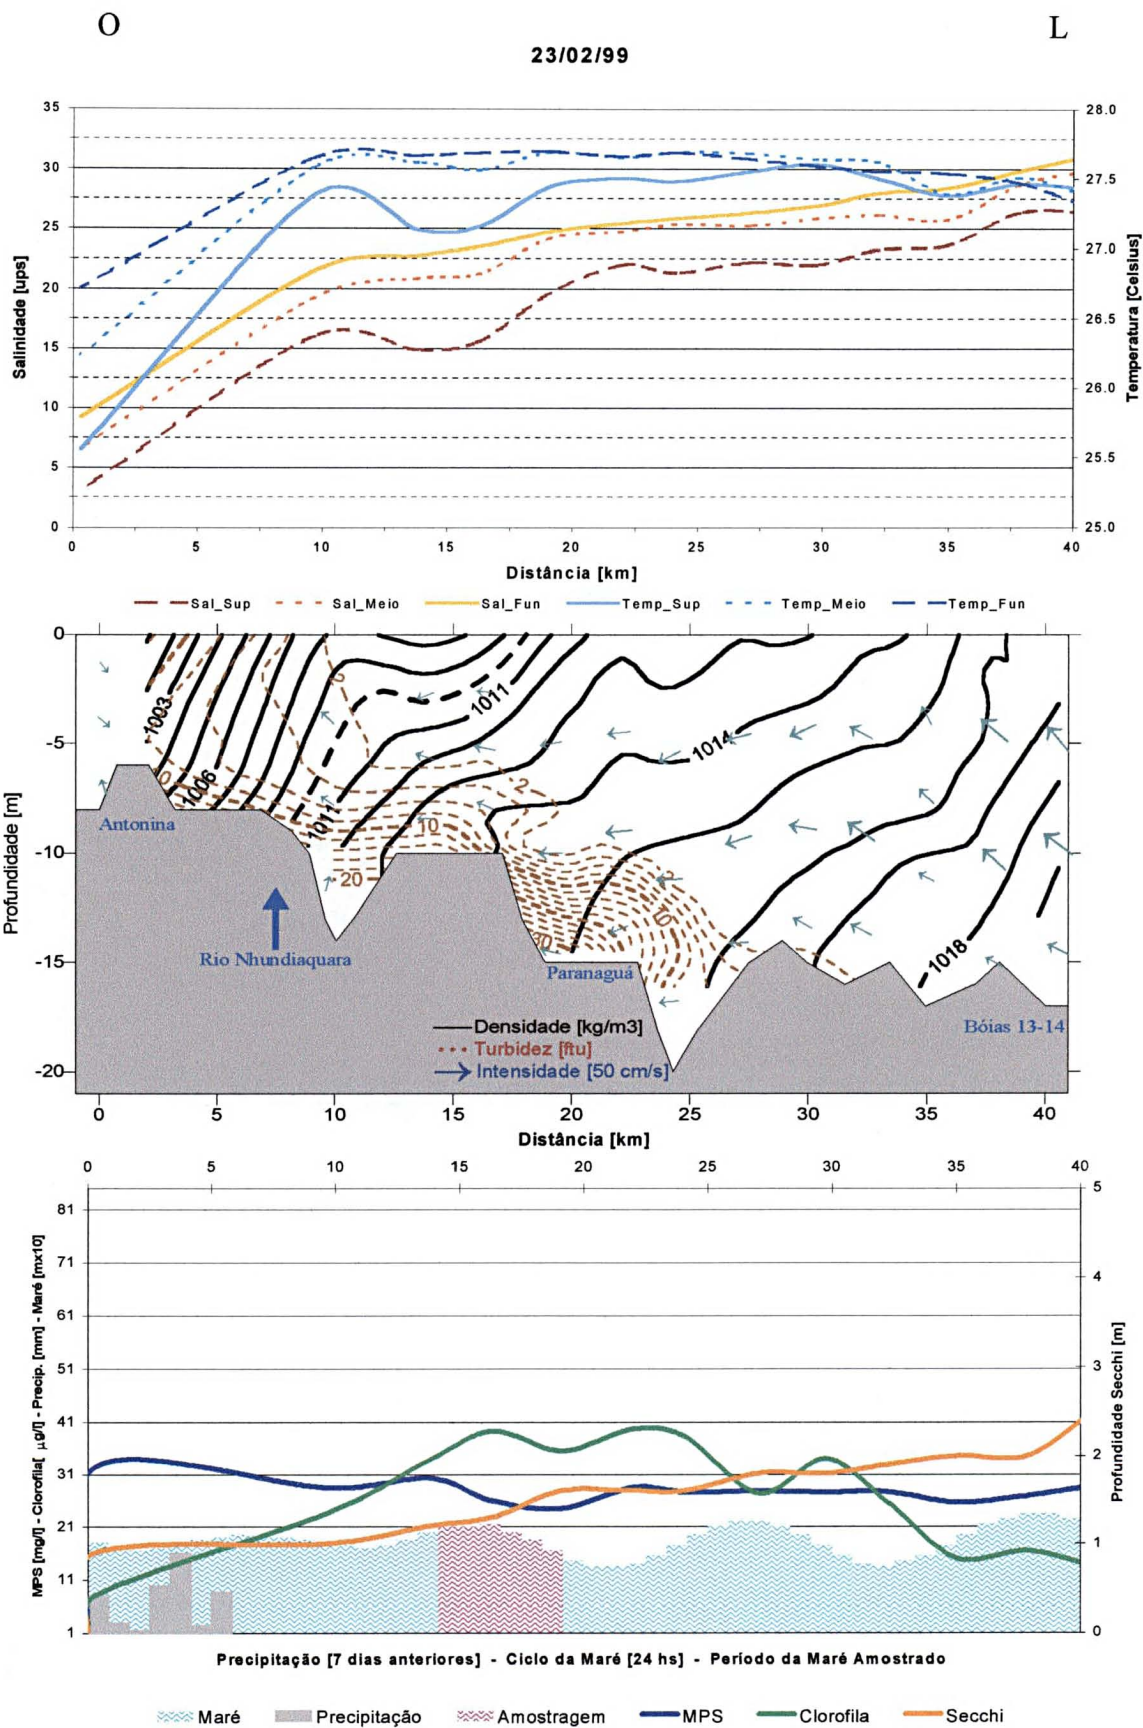 O L
23/02/99
35
30
25
20
15
10
5
0
Salinidade [ups]
28.0
27.5
27.0
26.5
26.0
25.5
25.0
Temperatura [Celsius]
0 5 10 15 20 25 30 35 40
Distância [km]
Sal_Sup Sal_Meio Sal_Fun Temp_Sup Temp_Meio Temp_Fun
0
-5
-10
-15
-20
Profundidade [m]
1003
1006
1011
1011
1014
1018
2
2
10
20
10
30
Antonina
Rio Nhundiaquara
Paranaguá
Bóias 13-14
Densidade [kg/m3]
Turbidez [ftu]
Intensidade [50 cm/s]
0 5 10 15 20 25 30 35 40
Distância [km]
0 5 10 15 20 25 30 35 40
81
71
61
51
41
31
21
11
1
MPS [mg/l] - Clorofila[ µg/l] - Precip. [mm] - Maré [mx10]
5
4
3
2
1
0
Profundidade Secchi [m]
Precipitação [7 dias anteriores] - Ciclo da Maré [24 hs] - Período da Maré Amostrado
Maré Precipitação Amostragem MPS Clorofila Secchi